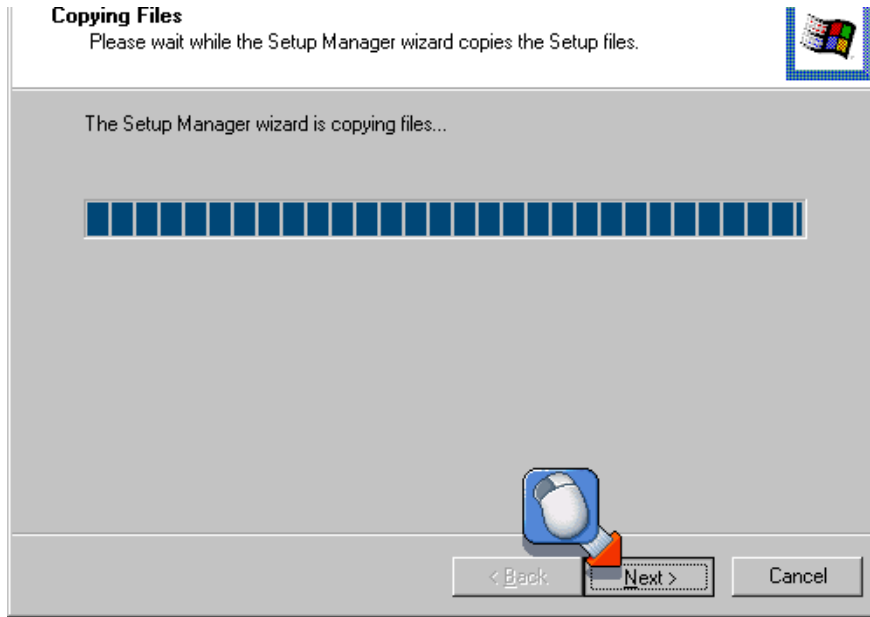 Copying Files
Please wait while the Setup Manager wizard copies the Setup files.
The Setup Manager wizard is copying files...
< Back
Next >
Cancel